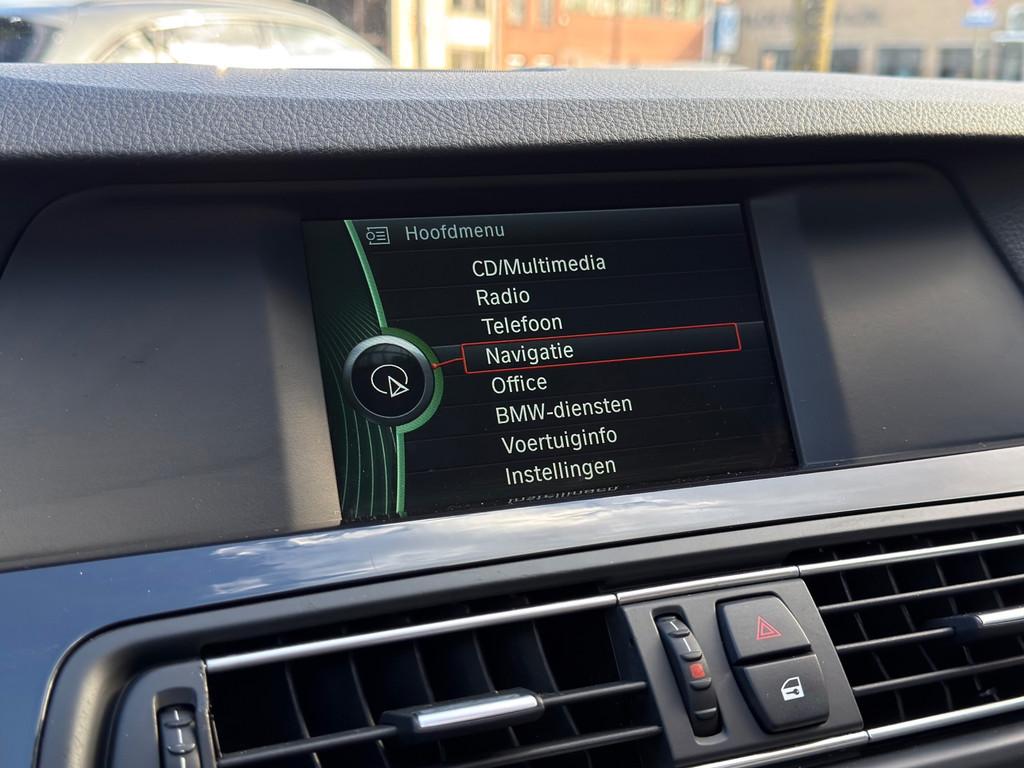 Hoofdmenu
CD/Multimedia
Radio
Telefoon
Navigatie
Office
BMW-diensten
Voertuiginfo
Instellingen